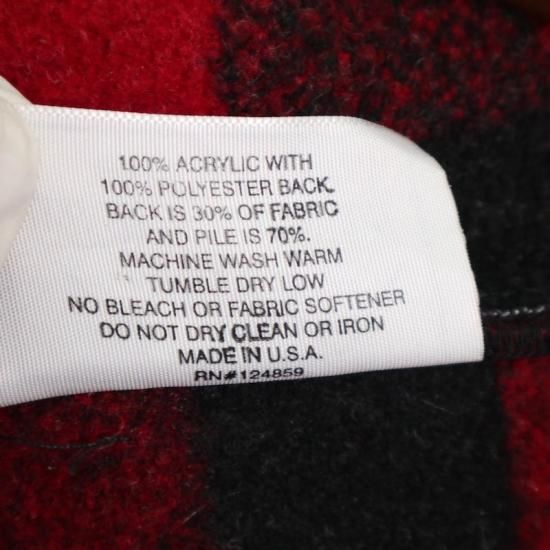 100% ACRYLIC WITH
100% POLYESTER BACK.
BACK IS 30% OF FABRIC
AND PILE IS 70%.
MACHINE WASH WARM
TUMBLE DRY LOW
NO BLEACH OR FABRIC SOFTENER
DO NOT DRY CLEAN OR IRON
MADE IN U.S.A.
RN#124859